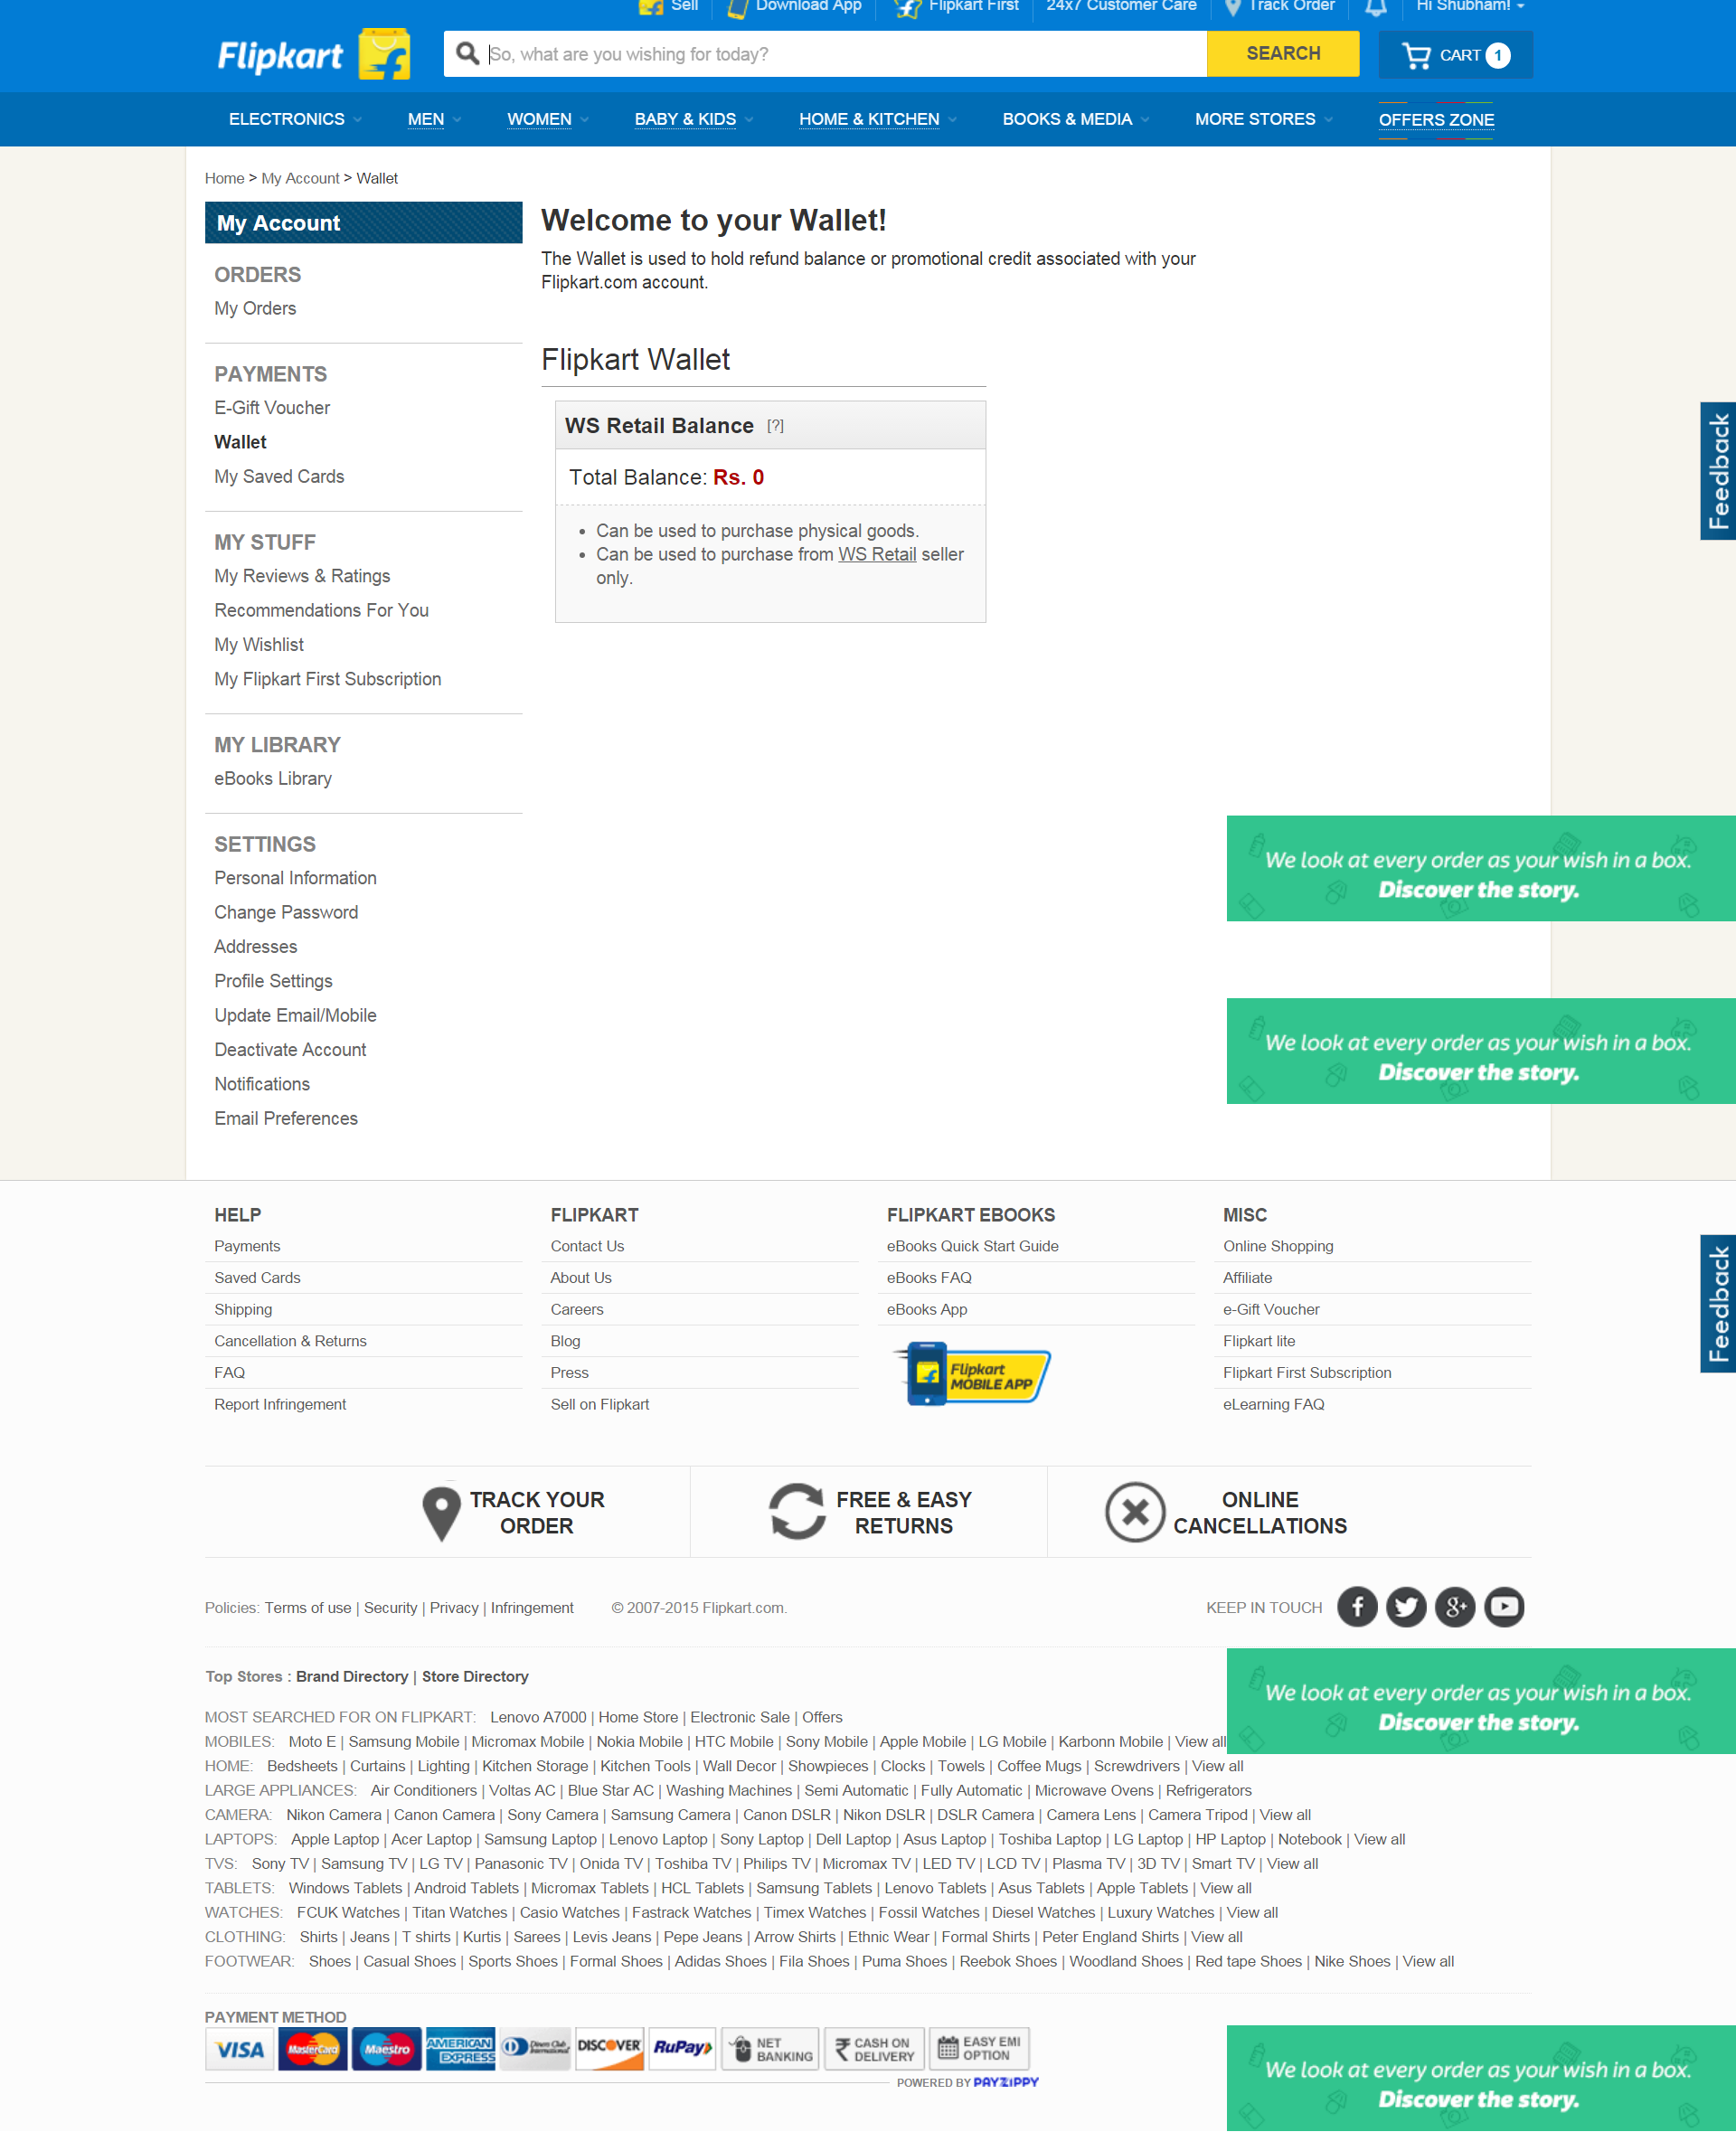 Sell
Download App
Flipkart First
24x7 Customer Care
Track Order
Hi Shubham!
Flipkart
So, what are you wishing for today?
SEARCH
CART 1
ELECTRONICS
MEN
WOMEN
BABY & KIDS
HOME & KITCHEN
BOOKS & MEDIA
MORE STORES
OFFERS ZONE
Home > My Account > Wallet
My Account
ORDERS
My Orders
PAYMENTS
E-Gift Voucher
Wallet
My Saved Cards
MY STUFF
My Reviews & Ratings
Recommendations For You
My Wishlist
My Flipkart First Subscription
MY LIBRARY
eBooks Library
SETTINGS
Personal Information
Change Password
Addresses
Profile Settings
Update Email/Mobile
Deactivate Account
Notifications
Email Preferences
Welcome to your Wallet!
The Wallet is used to hold refund balance or promotional credit associated with your
Flipkart.com account.
Flipkart Wallet
WS Retail Balance [?]
Total Balance: Rs. 0
• Can be used to purchase physical goods.
• Can be used to purchase from WS Retail seller
only.
Feedback
We look at every order as your wish in a box.
Discover the story.
We look at every order as your wish in a box.
Discover the story.
HELP
Payments
Saved Cards
Shipping
Cancellation & Returns
FAQ
Report Infringement
FLIPKART
Contact Us
About Us
Careers
Blog
Press
Sell on Flipkart
FLIPKART EBOOKS
eBooks Quick Start Guide
eBooks FAQ
eBooks App
Flipkart
MOBILE APP
MISC
Online Shopping
Affiliate
e-Gift Voucher
Flipkart lite
Flipkart First Subscription
eLearning FAQ
Feedback
TRACK YOUR
ORDER
FREE & EASY
RETURNS
ONLINE
CANCELLATIONS
Policies: Terms of use | Security | Privacy | Infringement
© 2007-2015 Flipkart.com.
KEEP IN TOUCH
Top Stores : Brand Directory | Store Directory
We look at every order as your wish in a box.
Discover the story.
MOST SEARCHED FOR ON FLIPKART: Lenovo A7000 | Home Store | Electronic Sale | Offers
MOBILES: Moto E | Samsung Mobile | Micromax Mobile | Nokia Mobile | HTC Mobile | Sony Mobile | Apple Mobile | LG Mobile | Karbonn Mobile | View all
HOME: Bedsheets | Curtains | Lighting | Kitchen Storage | Kitchen Tools | Wall Decor | Showpieces | Clocks | Towels | Coffee Mugs | Screwdrivers | View all
LARGE APPLIANCES: Air Conditioners | Voltas AC | Blue Star AC | Washing Machines | Semi Automatic | Fully Automatic | Microwave Ovens | Refrigerators
CAMERA: Nikon Camera | Canon Camera | Sony Camera | Samsung Camera | Canon DSLR | Nikon DSLR | DSLR Camera | Camera Lens | Camera Tripod | View all
LAPTOPS: Apple Laptop | Acer Laptop | Samsung Laptop | Lenovo Laptop | Sony Laptop | Dell Laptop | Asus Laptop | Toshiba Laptop | LG Laptop | HP Laptop | Notebook | View all
TVS: Sony TV | Samsung TV | LG TV | Panasonic TV | Onida TV | Toshiba TV | Philips TV | Micromax TV | LED TV | LCD TV | Plasma TV | 3D TV | Smart TV | View all
TABLETS: Windows Tablets | Android Tablets | Micromax Tablets | HCL Tablets | Samsung Tablets | Lenovo Tablets | Asus Tablets | Apple Tablets | View all
WATCHES: FCUK Watches | Titan Watches | Casio Watches | Fastrack Watches | Timex Watches | Fossil Watches | Diesel Watches | Luxury Watches | View all
CLOTHING: Shirts | Jeans | T shirts | Kurtis | Sarees | Levis Jeans | Pepe Jeans | Arrow Shirts | Ethnic Wear | Formal Shirts | Peter England Shirts | View all
FOOTWEAR: Shoes | Casual Shoes | Sports Shoes | Formal Shoes | Adidas Shoes | Fila Shoes | Puma Shoes | Reebok Shoes | Woodland Shoes | Red tape Shoes | Nike Shoes | View all
PAYMENT METHOD
VISA
MasterCard
Maestro
AMERICAN
EXPRESS
Diners Club
International
DISCOVER
RuPay
NET
BANKING
CASH ON
DELIVERY
EASY EMI
OPTION
POWERED BY PAYZIPPY
We look at every order as your wish in a box.
Discover the story.